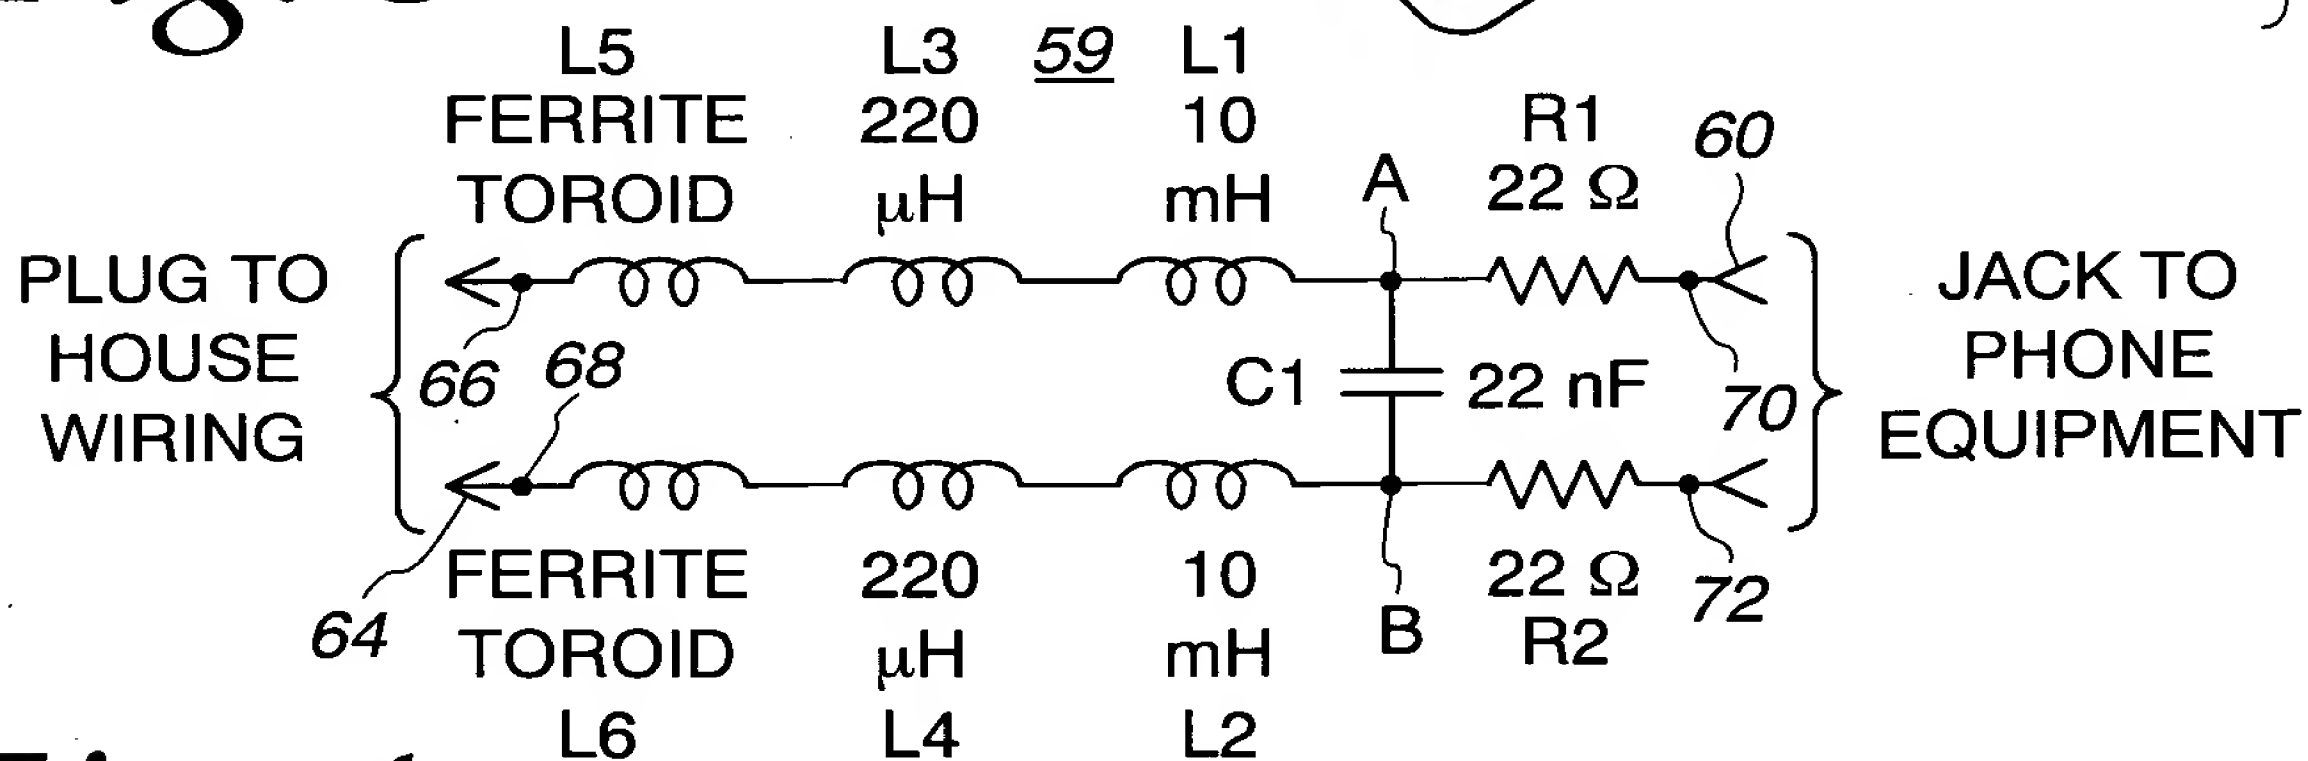 L5
FERRITE
TOROID
L3
220
μH
59
L1
10
mH
A
R1
22 Ω
60
PLUG TO
HOUSE
WIRING
66
68
C1
22 nF
70
JACK TO
PHONE
EQUIPMENT
64
FERRITE
TOROID
L6
220
μH
L4
10
mH
L2
B
22 Ω
R2
72